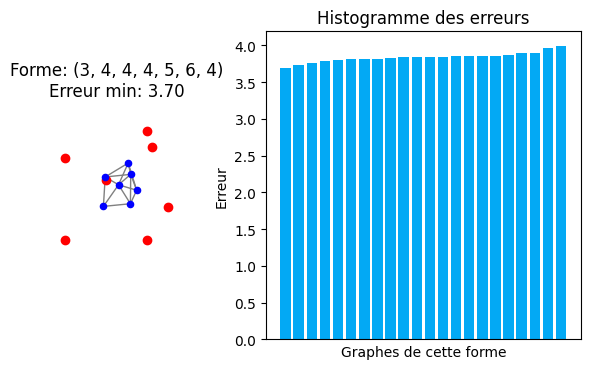 Forme: (3, 4, 4, 4, 5, 6, 4)
Erreur min: 3.70
Histogramme des erreurs
4.0
3.5
3.0
2.5
2.0
1.5
1.0
0.5
0.0
Erreur
Graphes de cette forme